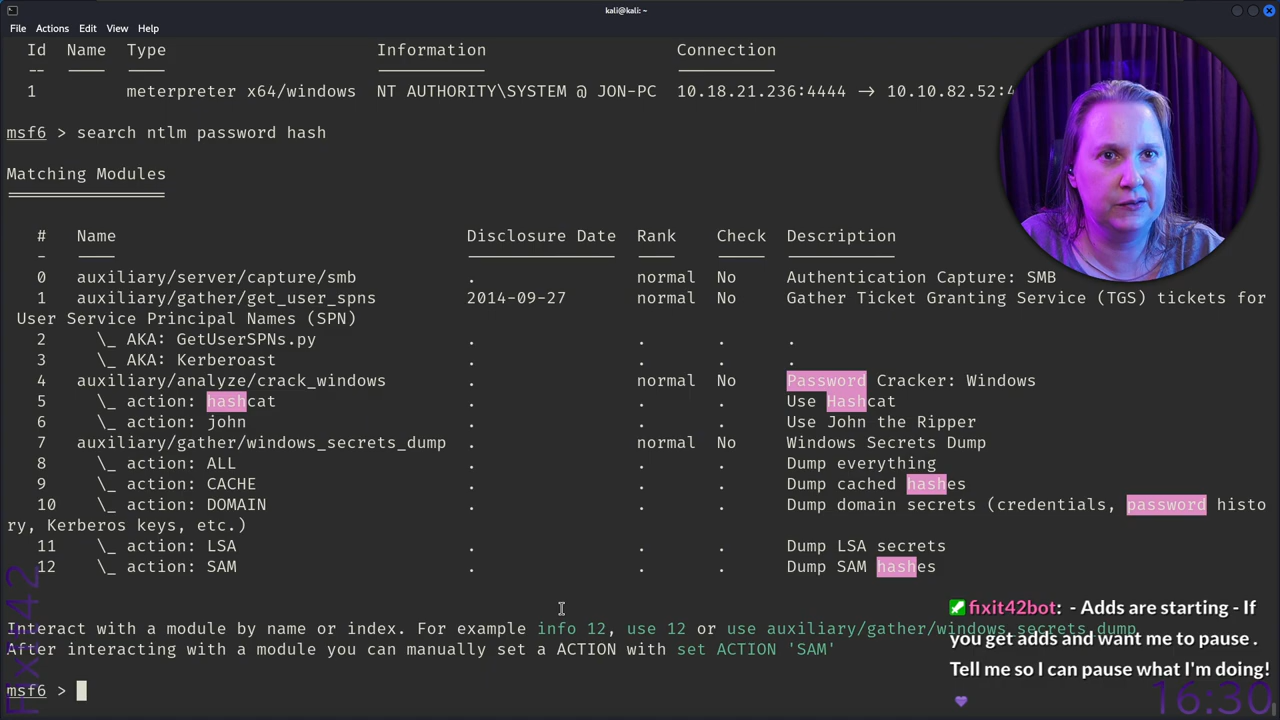 kali@kali: ~
File Actions Edit View Help
Id Name Type Information Connection
-- ---- ---- ----------- ----------
1 meterpreter x64/windows NT AUTHORITY\SYSTEM @ JON-PC 10.18.21.236:4444 -> 10.10.82.52:4
msf6 > search ntlm password hash
Matching Modules
================
# Name Disclosure Date Rank Check Description
- ---- --------------- ---- ----- -----------
0 auxiliary/server/capture/smb . normal No Authentication Capture: SMB
1 auxiliary/gather/get_user_spns 2014-09-27 normal No Gather Ticket Granting Service (TGS) tickets for
User Service Principal Names (SPN)
2 \_ AKA: GetUserSPNs.py . . . .
3 \_ AKA: Kerberoast . . . .
4 auxiliary/analyze/crack_windows . normal No Password Cracker: Windows
5 \_ action: hashcat . . . Use Hashcat
6 \_ action: john . . . Use John the Ripper
7 auxiliary/gather/windows_secrets_dump . normal No Windows Secrets Dump
8 \_ action: ALL . . . Dump everything
9 \_ action: CACHE . . . Dump cached hashes
10 \_ action: DOMAIN . . . Dump domain secrets (credentials, password histo
ry, Kerberos keys, etc.)
11 \_ action: LSA . . . Dump LSA secrets
12 \_ action: SAM . . . Dump SAM hashes
Interact with a module by name or index. For example info 12, use 12 or use auxiliary/gather/windows_secrets_dump
After interacting with a module you can manually set a ACTION with set ACTION 'SAM'
msf6 >
fixit42bot: - Adds are starting - If
you get adds and want me to pause .
Tell me so I can pause what I'm doing!
Fixit42
16:30